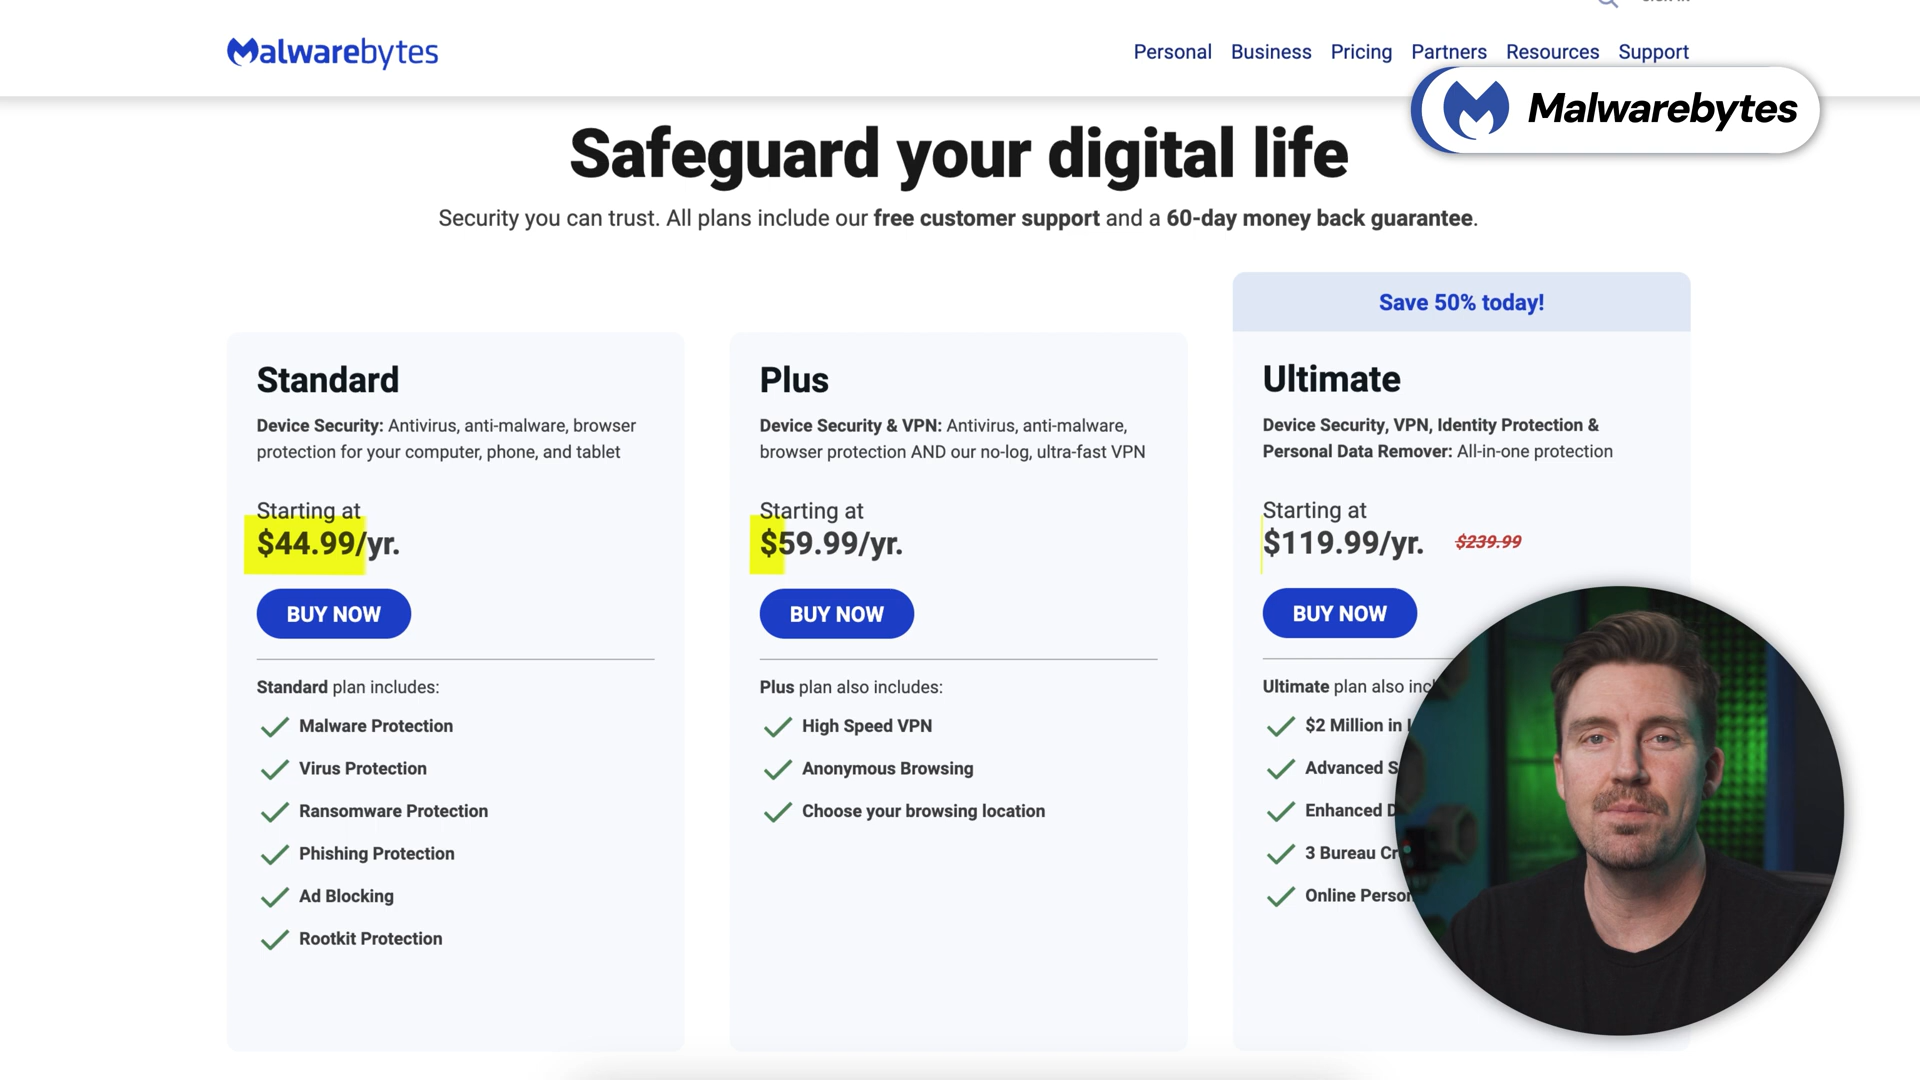 Malwarebytes
Personal Business Pricing Partners Resources Support
Malwarebytes
Safeguard your digital life
Security you can trust. All plans include our free customer support and a 60-day money back guarantee.
Save 50% today!
Standard
Device Security: Antivirus, anti-malware, browser
protection for your computer, phone, and tablet
Starting at
$44.99/yr.
BUY NOW
Standard plan includes:
Malware Protection
Virus Protection
Ransomware Protection
Phishing Protection
Ad Blocking
Rootkit Protection
Plus
Device Security & VPN: Antivirus, anti-malware,
browser protection AND our no-log, ultra-fast VPN
Starting at
$59.99/yr.
BUY NOW
Plus plan also includes:
High Speed VPN
Anonymous Browsing
Choose your browsing location
Ultimate
Device Security, VPN, Identity Protection &
Personal Data Remover: All-in-one protection
Starting at
$119.99/yr. $239.99
BUY NOW
Ultimate plan also
$2 Million in
Advanced
Enhanced
3 Bureau
Online